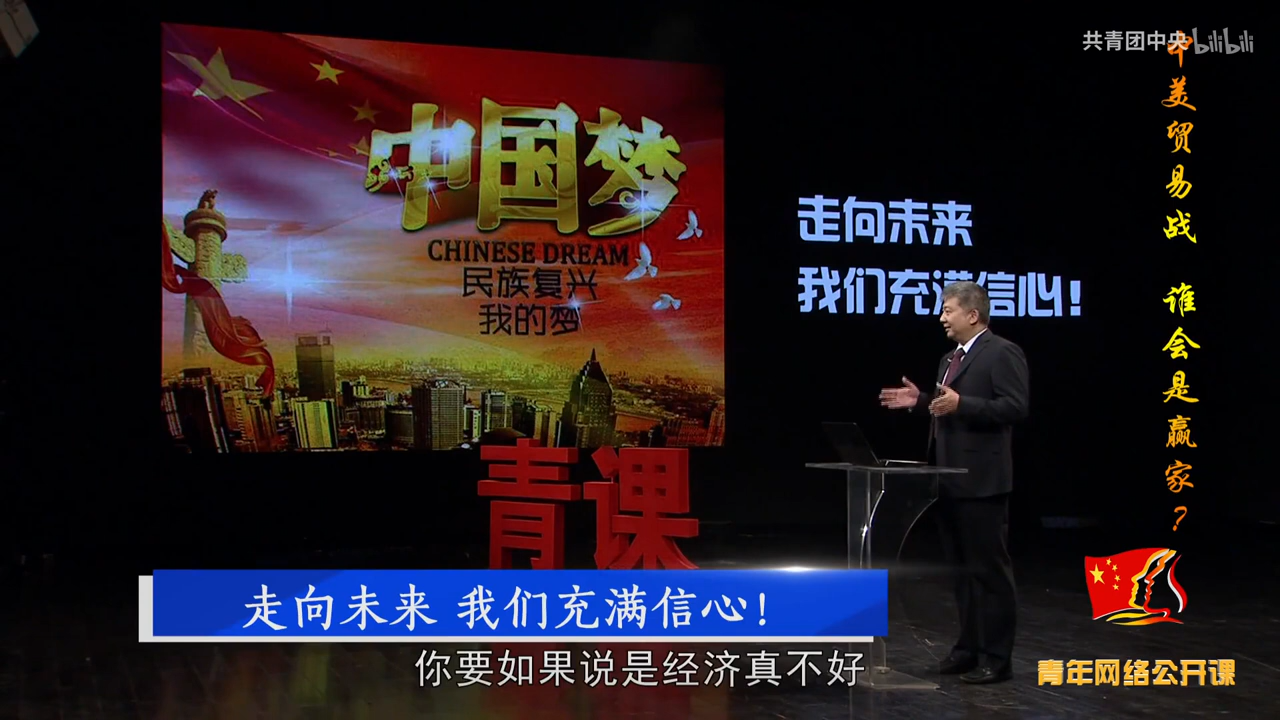 共青团中央 bilibili
中美贸易战 谁会是赢家？
中国梦
CHINESE DREAM
民族复兴
我的梦
走向未来
我们充满信心！
青课
走向未来 我们充满信心！
你要如果说是经济真不好
青年网络公开课